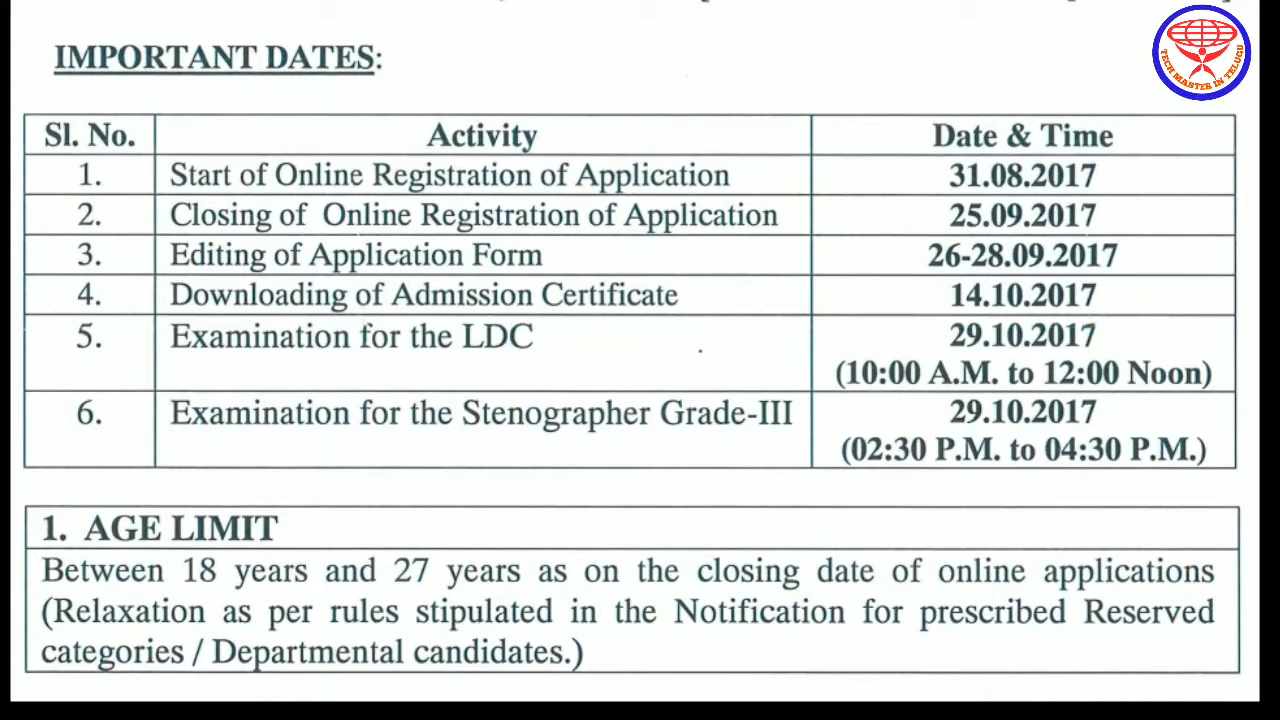 IMPORTANT DATES:
TECH MASTER IN TELUGU
Sl. No. Activity Date & Time
1. Start of Online Registration of Application 31.08.2017
2. Closing of Online Registration of Application 25.09.2017
3. Editing of Application Form 26-28.09.2017
4. Downloading of Admission Certificate 14.10.2017
5. Examination for the LDC 29.10.2017
(10:00 A.M. to 12:00 Noon)
6. Examination for the Stenographer Grade-III 29.10.2017
(02:30 P.M. to 04:30 P.M.)
1. AGE LIMIT
Between 18 years and 27 years as on the closing date of online applications
(Relaxation as per rules stipulated in the Notification for prescribed Reserved
categories / Departmental candidates.)